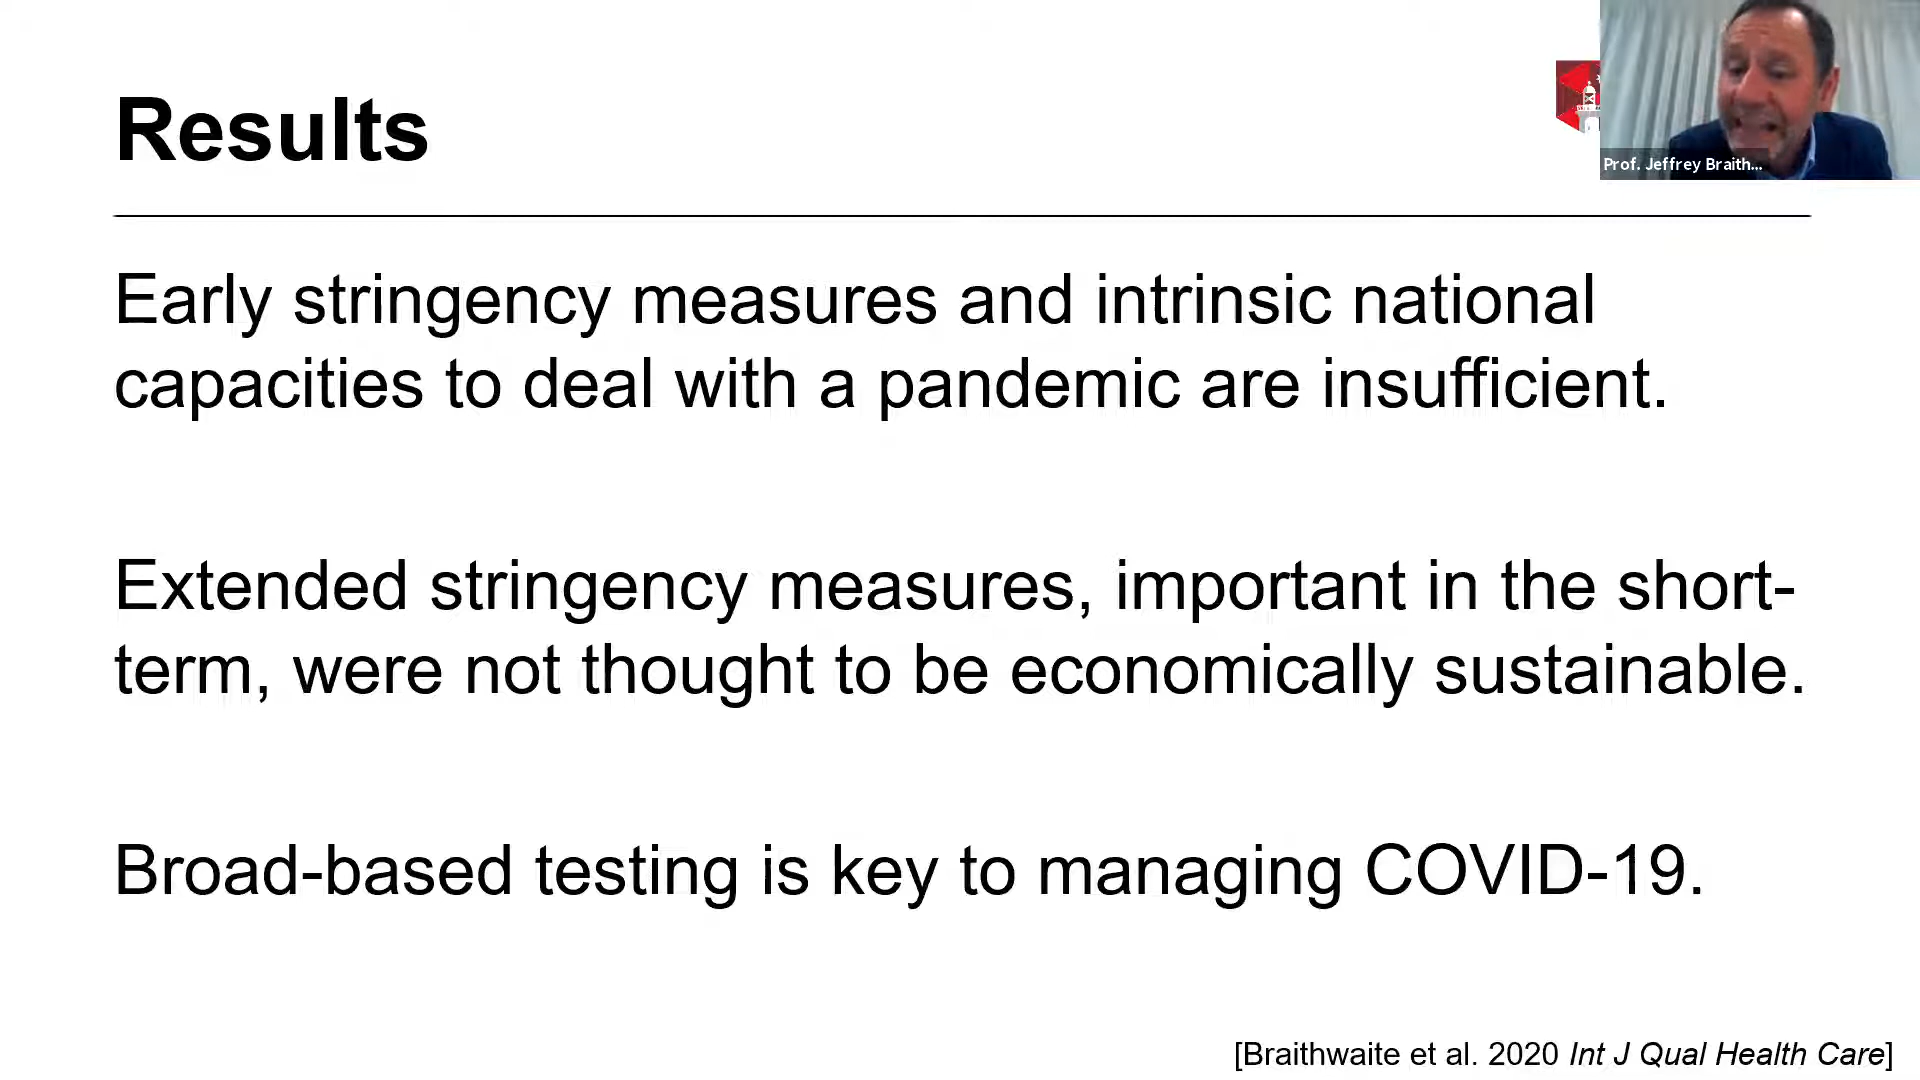 Results
Prof. Jeffrey Braith...
Early stringency measures and intrinsic national
capacities to deal with a pandemic are insufficient.
Extended stringency measures, important in the short-
term, were not thought to be economically sustainable.
Broad-based testing is key to managing COVID-19.
[Braithwaite et al. 2020 Int J Qual Health Care]